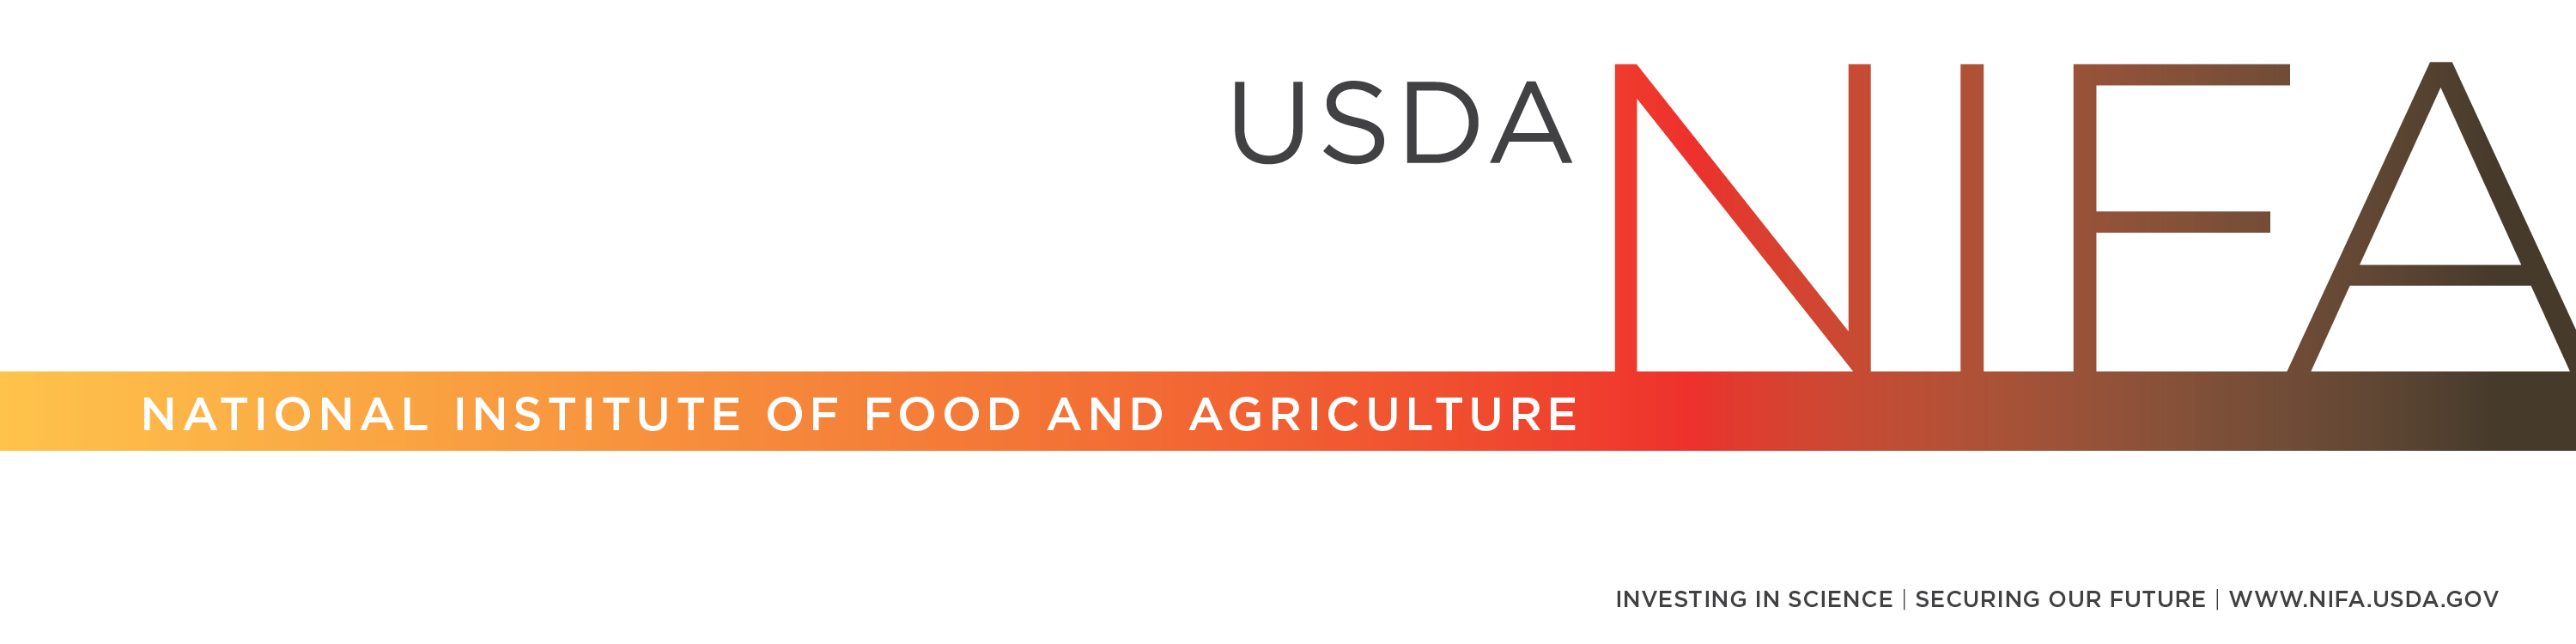 USDA NIFA
NATIONAL INSTITUTE OF FOOD AND AGRICULTURE
INVESTING IN SCIENCE | SECURING OUR FUTURE | WWW.NIFA.USDA.GOV